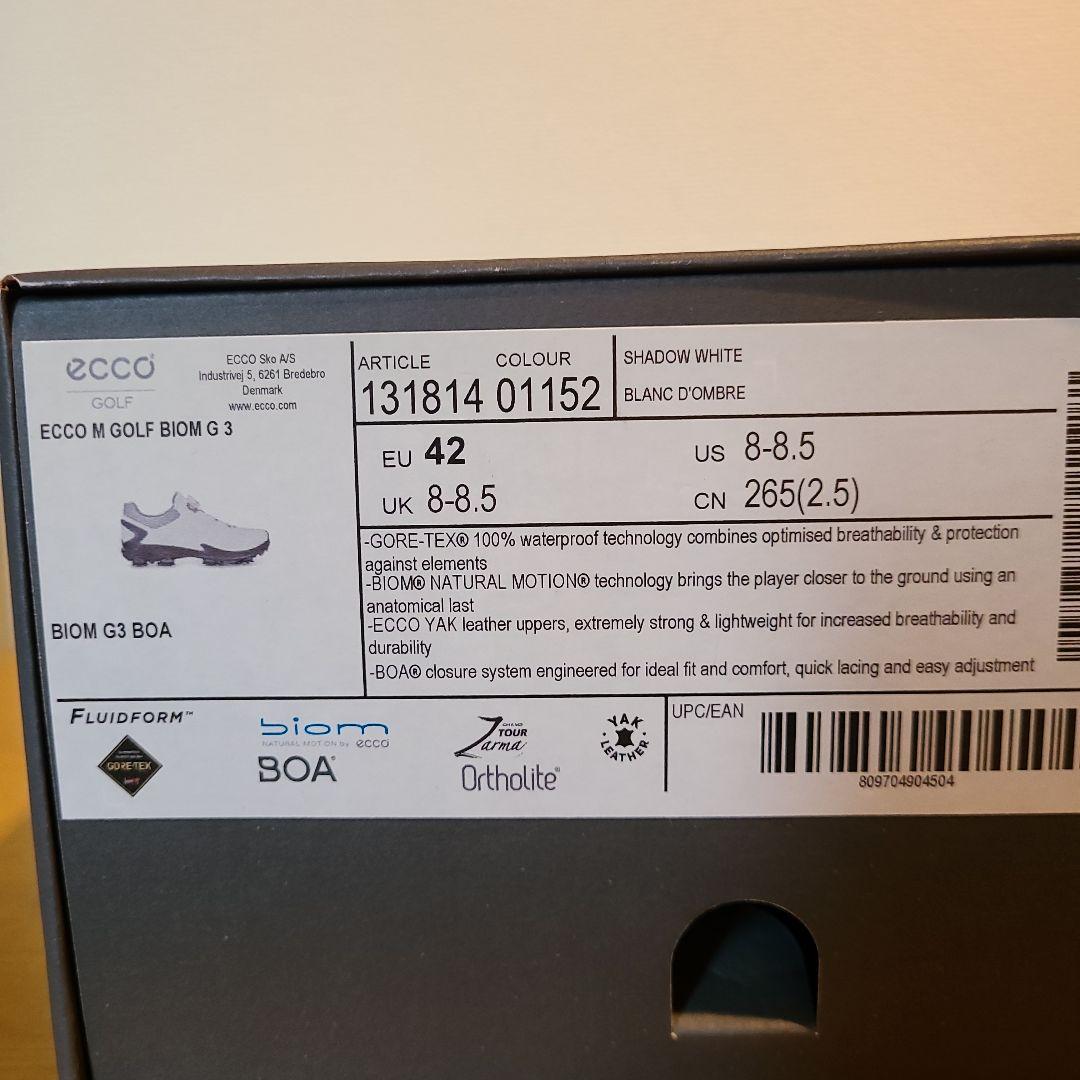 ecco
GOLF
ECCO Sko A/S
Industrivej 5, 6261 Bredebro
Denmark
www.ecco.com
ECCO M GOLF BIOM G 3
BIOM G3 BOA
ARTICLE COLOUR
131814 01152
SHADOW WHITE
BLANC D'OMBRE
EU 42 US 8-8.5
UK 8-8.5 CN 265(2.5)
-GORE-TEX® 100% waterproof technology combines optimised breathability & protection
against elements
-BIOM® NATURAL MOTION® technology brings the player closer to the ground using an
anatomical last
-ECCO YAK leather uppers, extremely strong & lightweight for increased breathability and
durability
-BOA® closure system engineered for ideal fit and comfort, quick lacing and easy adjustment
FLUIDFORM™
GORE-TEX
biom
NATURAL MOTION by ecco
BOA®
CHAMP
TOUR
Zarma
Ortholite®
YAK
LEATHER
UPC/EAN
809704904504